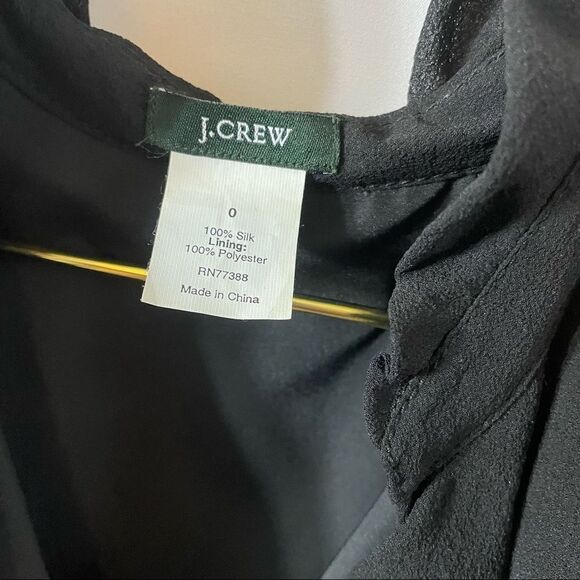 J.CREW
0
100% Silk
Lining:
100% Polyester
RN77388
Made in China